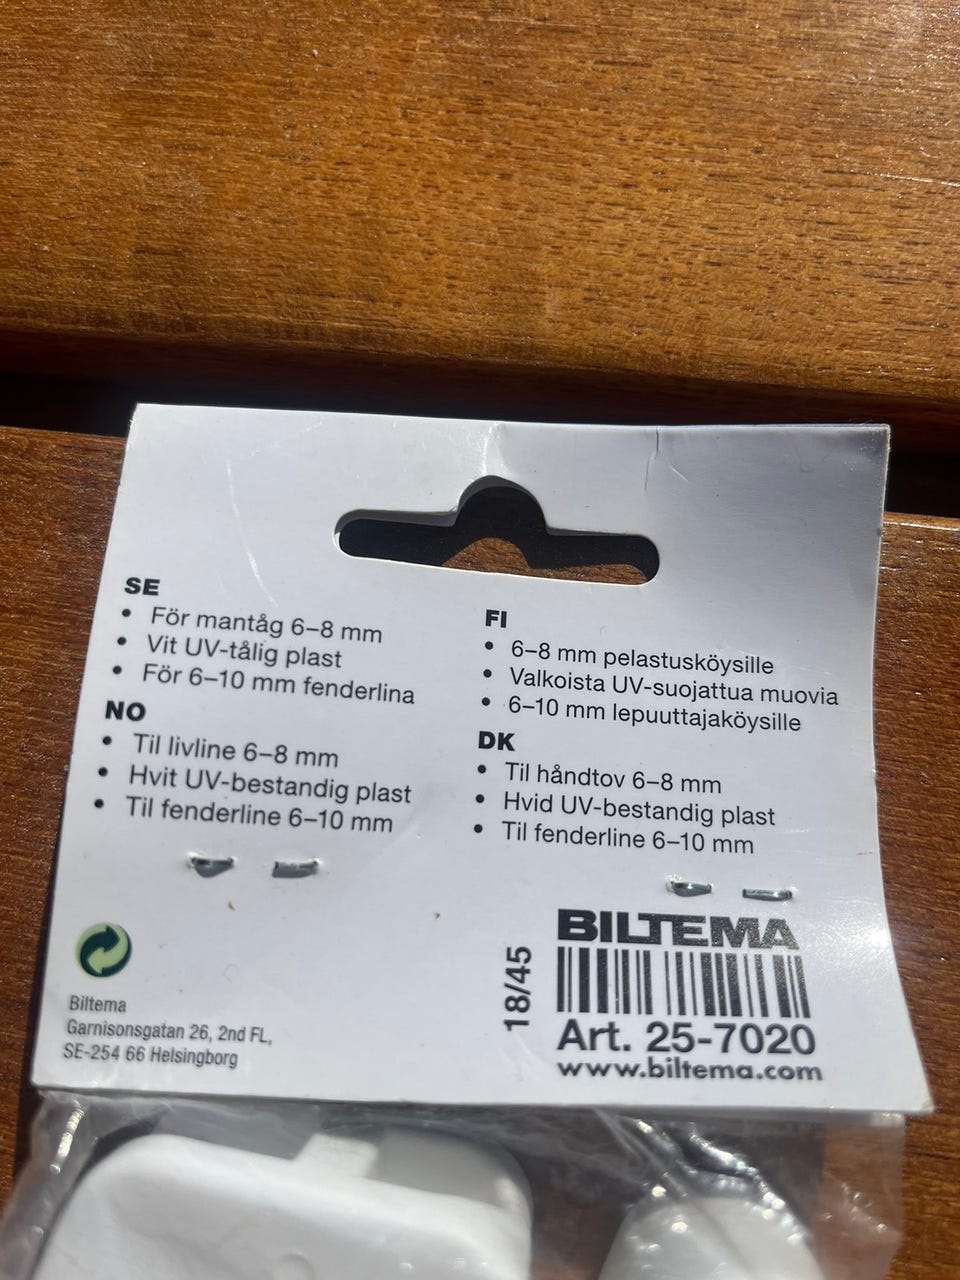 SE
• För mantåg 6–8 mm
• Vit UV-tålig plast
• För 6–10 mm fenderlina
NO
• Til livline 6–8 mm
• Hvit UV-bestandig plast
• Til fenderline 6–10 mm
FI
• 6–8 mm pelastusköysille
• Valkoista UV-suojattua muovia
• 6–10 mm lepuuttajaköysille
DK
• Til håndtov 6–8 mm
• Hvid UV-bestandig plast
• Til fenderline 6–10 mm
Biltema
Garnisonsgatan 26, 2nd FL,
SE-254 66 Helsingborg
18/45
BILTEMA
Art. 25-7020
www.biltema.com